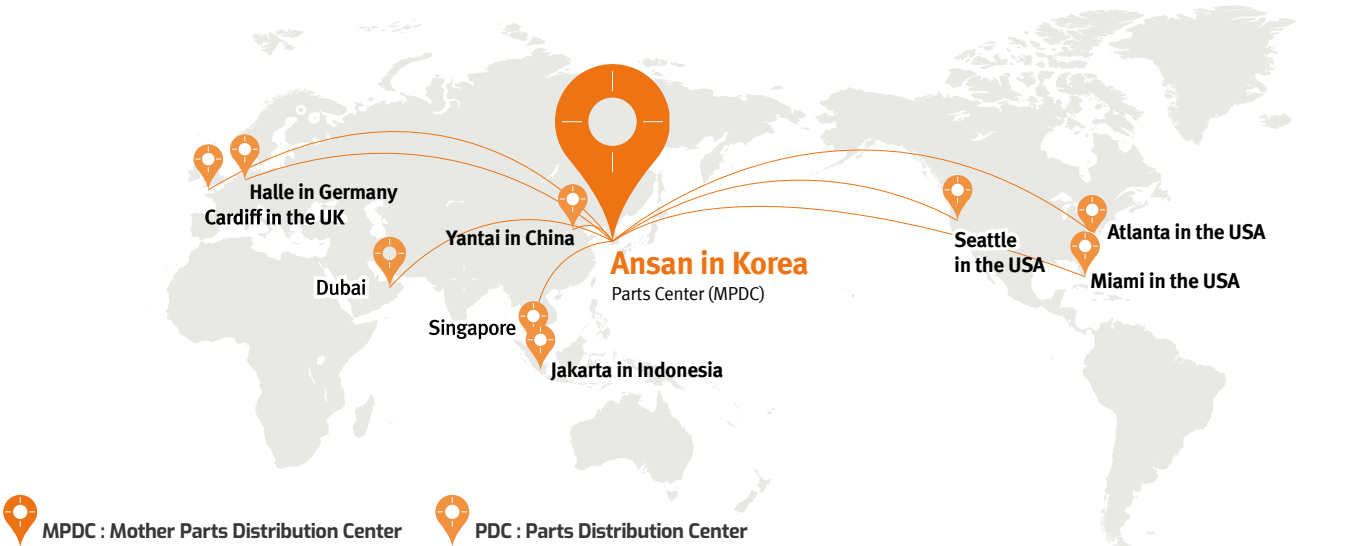 Halle in Germany
Cardiff in the UK
Yantai in China
Dubai
Singapore
Jakarta in Indonesia
Ansan in Korea
Parts Center (MPDC)
Seattle
in the USA
Atlanta in the USA
Miami in the USA
MPDC : Mother Parts Distribution Center
PDC : Parts Distribution Center